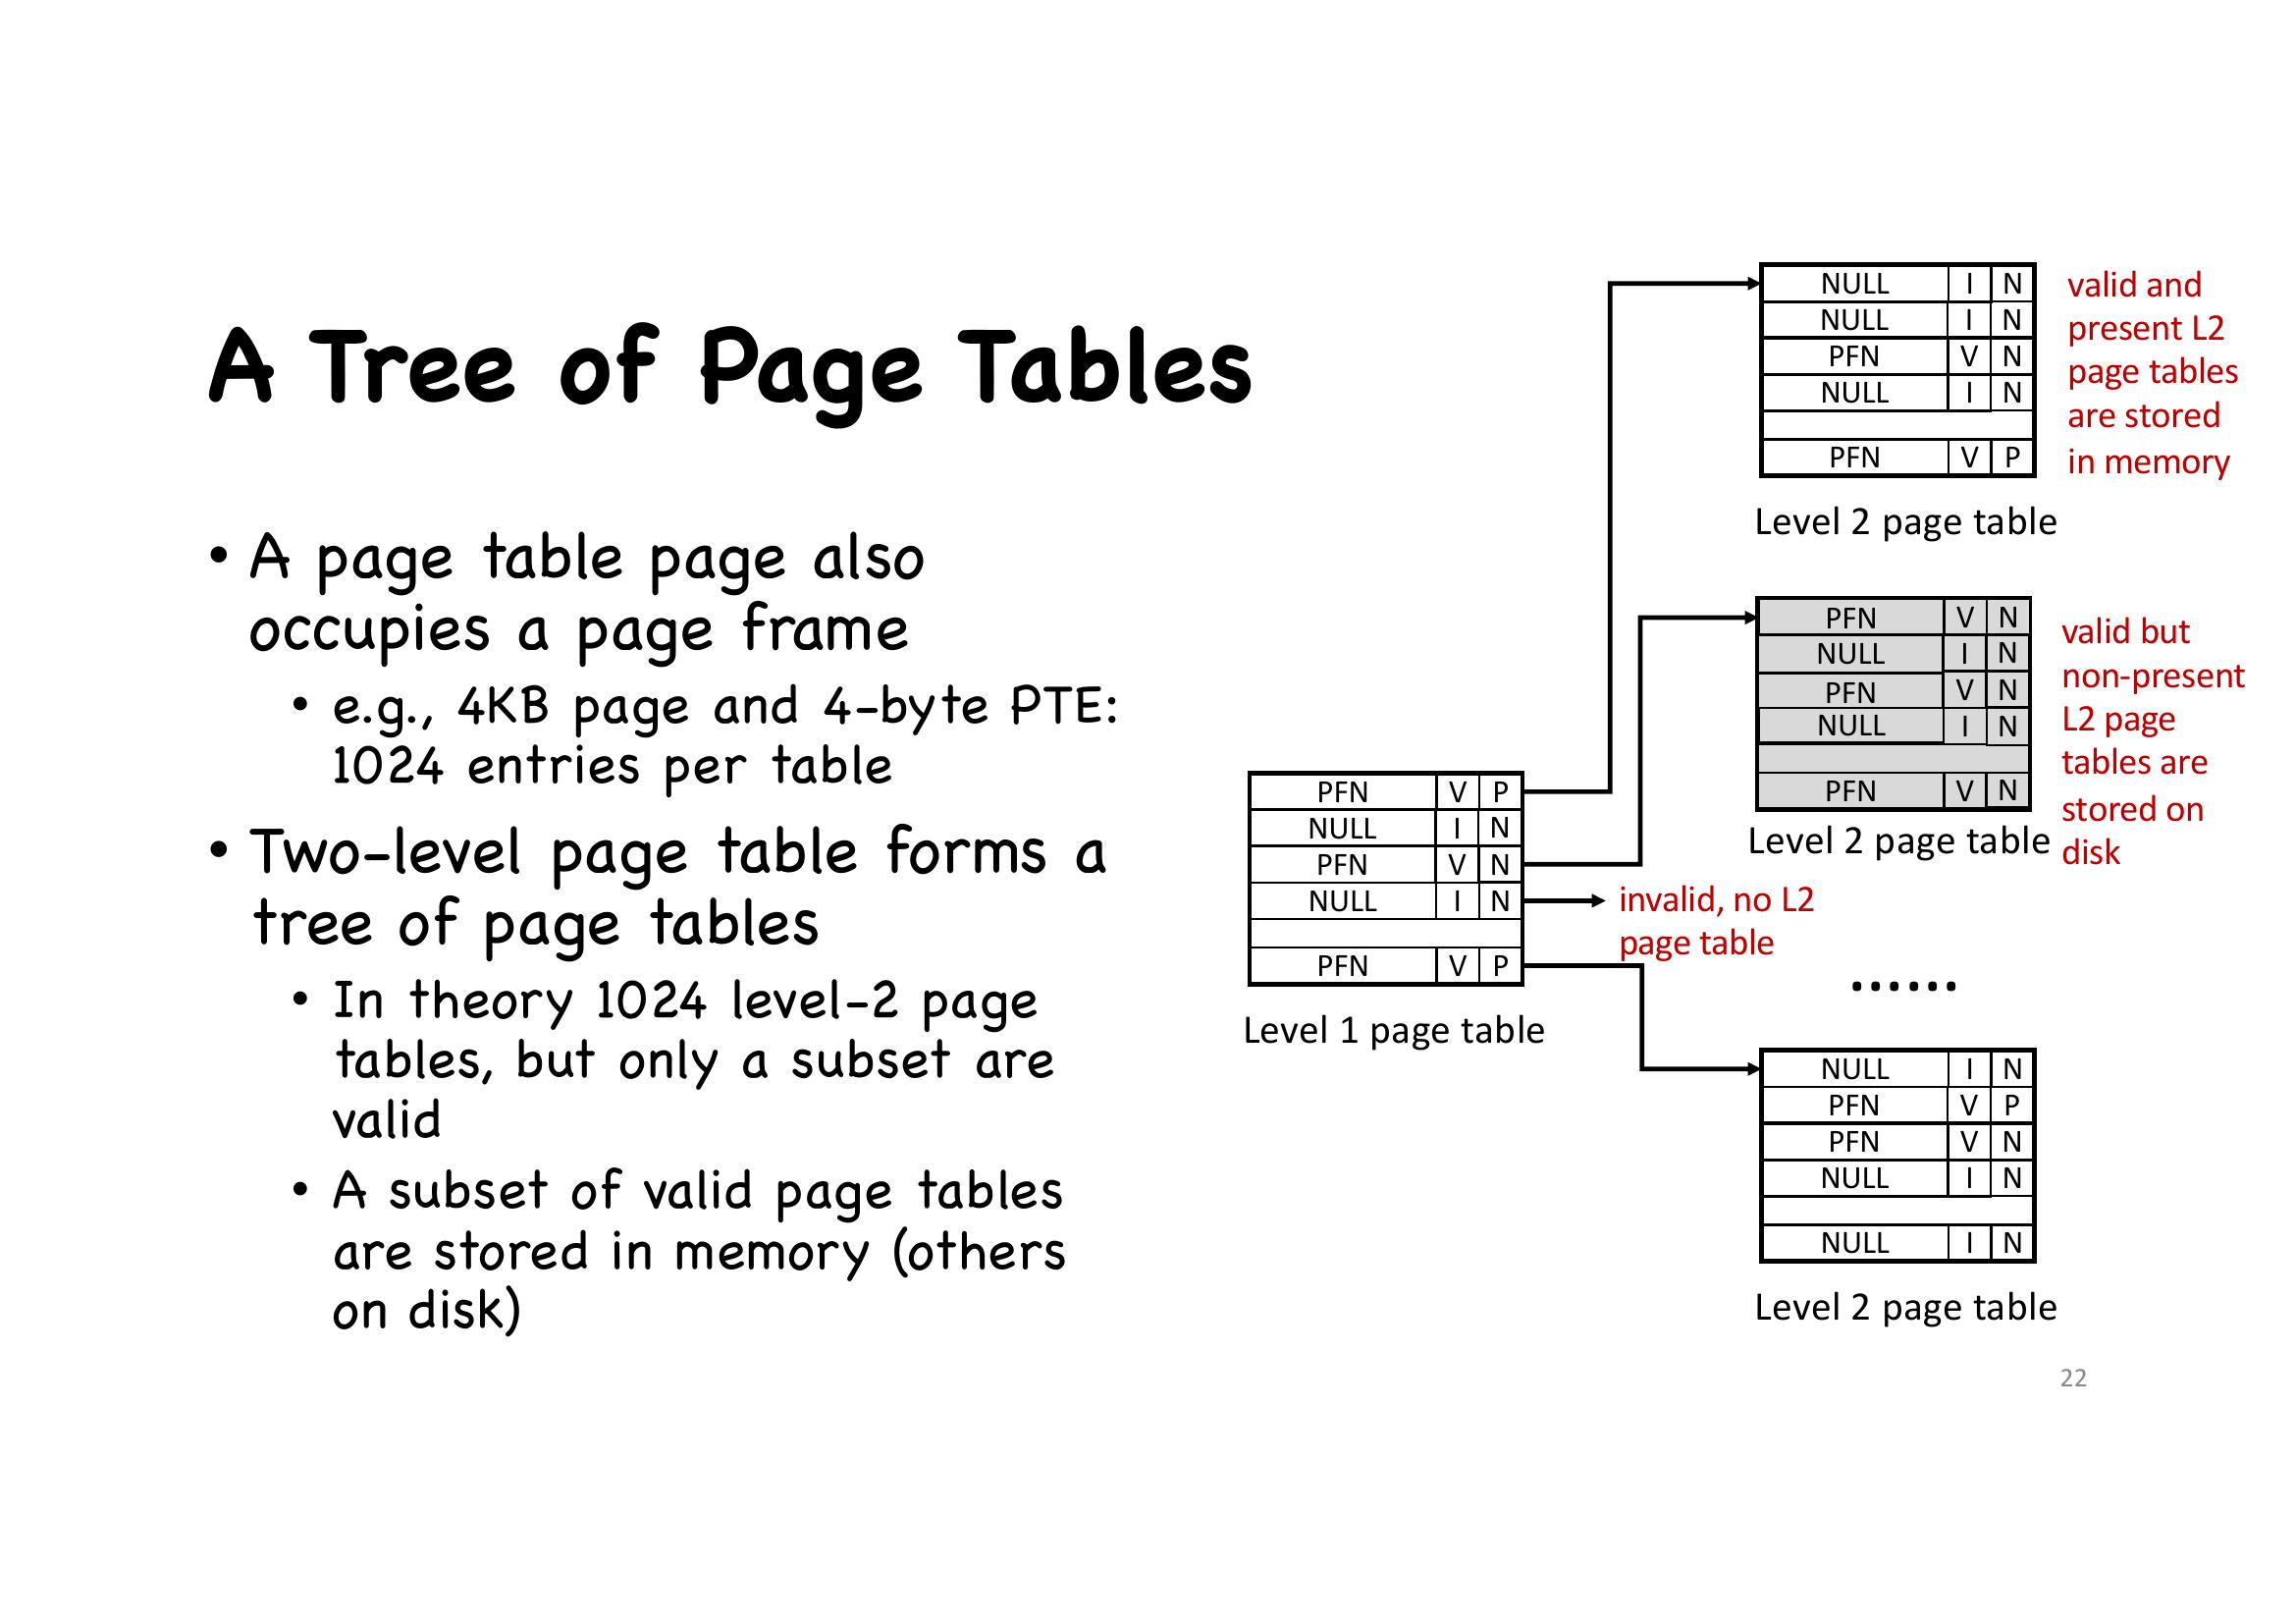 A Tree of Page Tables
• A page table page also
occupies a page frame
• e.g., 4KB page and 4-byte PTE:
1024 entries per table
• Two-level page table forms a
tree of page tables
• In theory 1024 level-2 page
tables, but only a subset are
valid
• A subset of valid page tables
are stored in memory (others
on disk)
PFN V P
NULL I N
PFN V N
NULL I N
PFN V P
Level 1 page table
invalid, no L2
page table
NULL I N
NULL I N
PFN V N
NULL I N
PFN V P
Level 2 page table
valid and
present L2
page tables
are stored
in memory
PFN V N
NULL I N
PFN V N
NULL I N
PFN V N
Level 2 page table
valid but
non-present
L2 page
tables are
stored on
disk
......
NULL I N
PFN V P
PFN V N
NULL I N
NULL I N
Level 2 page table
22